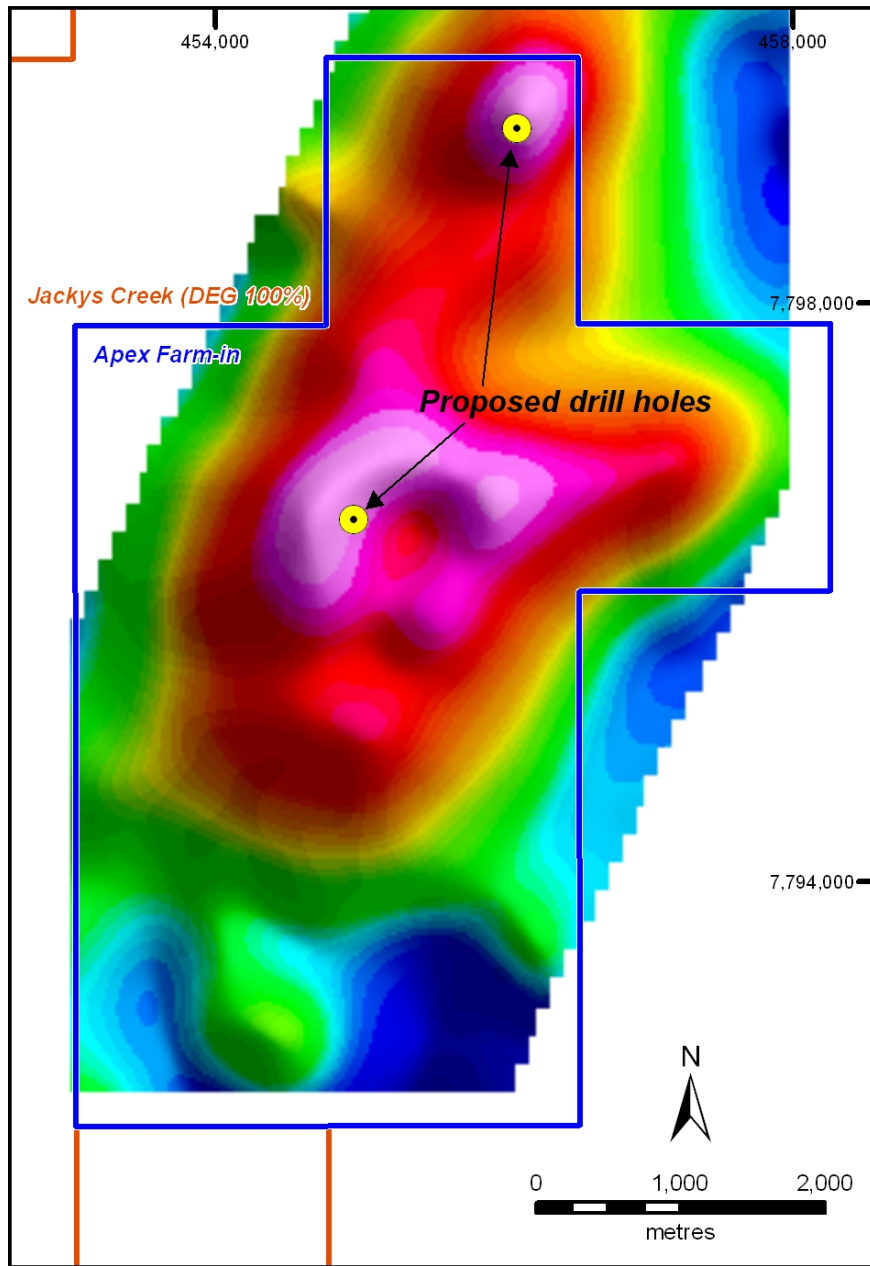 454,000
458,000
Jackys Creek (DEG 100%)
7,798,000
Apex Farm-in
Proposed drill holes
7,794,000
N
0 1,000 2,000
metres